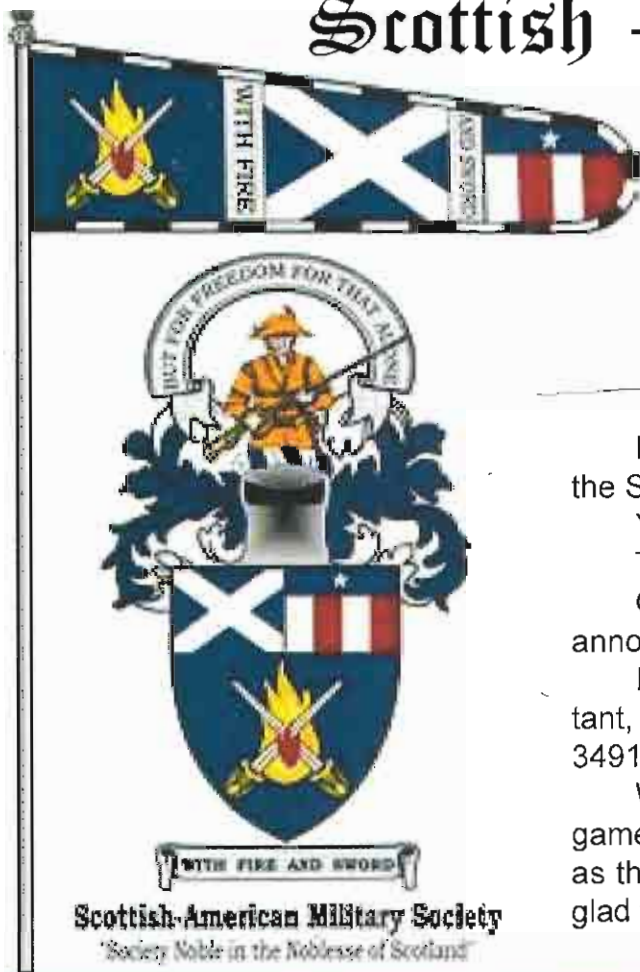 Scottish -
WITH FIRE
AND SWORD
BUT FOR FREEDOM FOR THAT ALONE
the S
anno
tant,
3491
game
as th
glad
WITH FIRE AND SWORD
Scottish-American Military Society
"Society Noble in the Noblesse of Scotland"